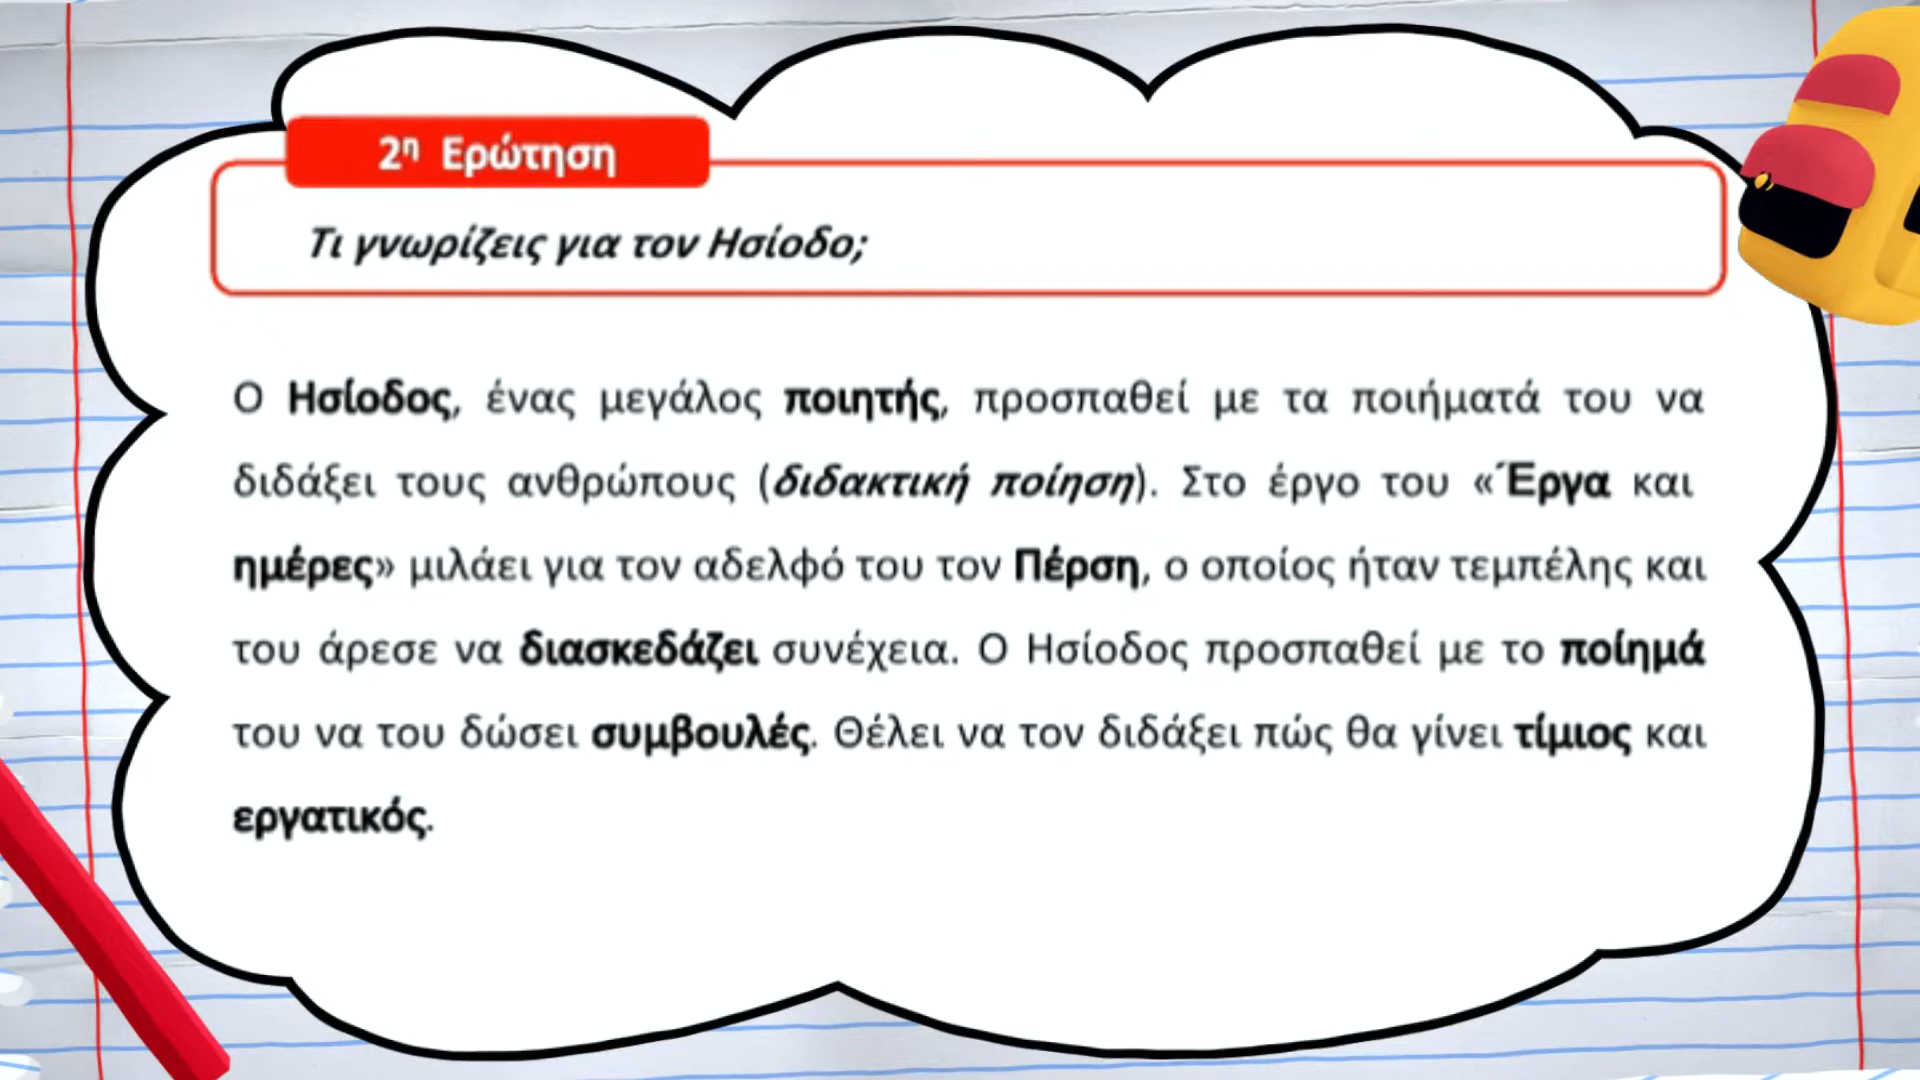 2η Ερώτηση
Τι γνωρίζεις για τον Ησίοδο;
Ο Ησίοδος, ένας μεγάλος ποιητής, προσπαθεί με τα ποιήματά του να
διδάξει τους ανθρώπους (διδακτική ποίηση). Στο έργο του «Έργα και
ημέρες» μιλάει για τον αδελφό του τον Πέρση, ο οποίος ήταν τεμπέλης και
του άρεσε να διασκεδάζει συνέχεια. Ο Ησίοδος προσπαθεί με το ποίημά
του να του δώσει συμβουλές. Θέλει να τον διδάξει πώς θα γίνει τίμιος και
εργατικός.